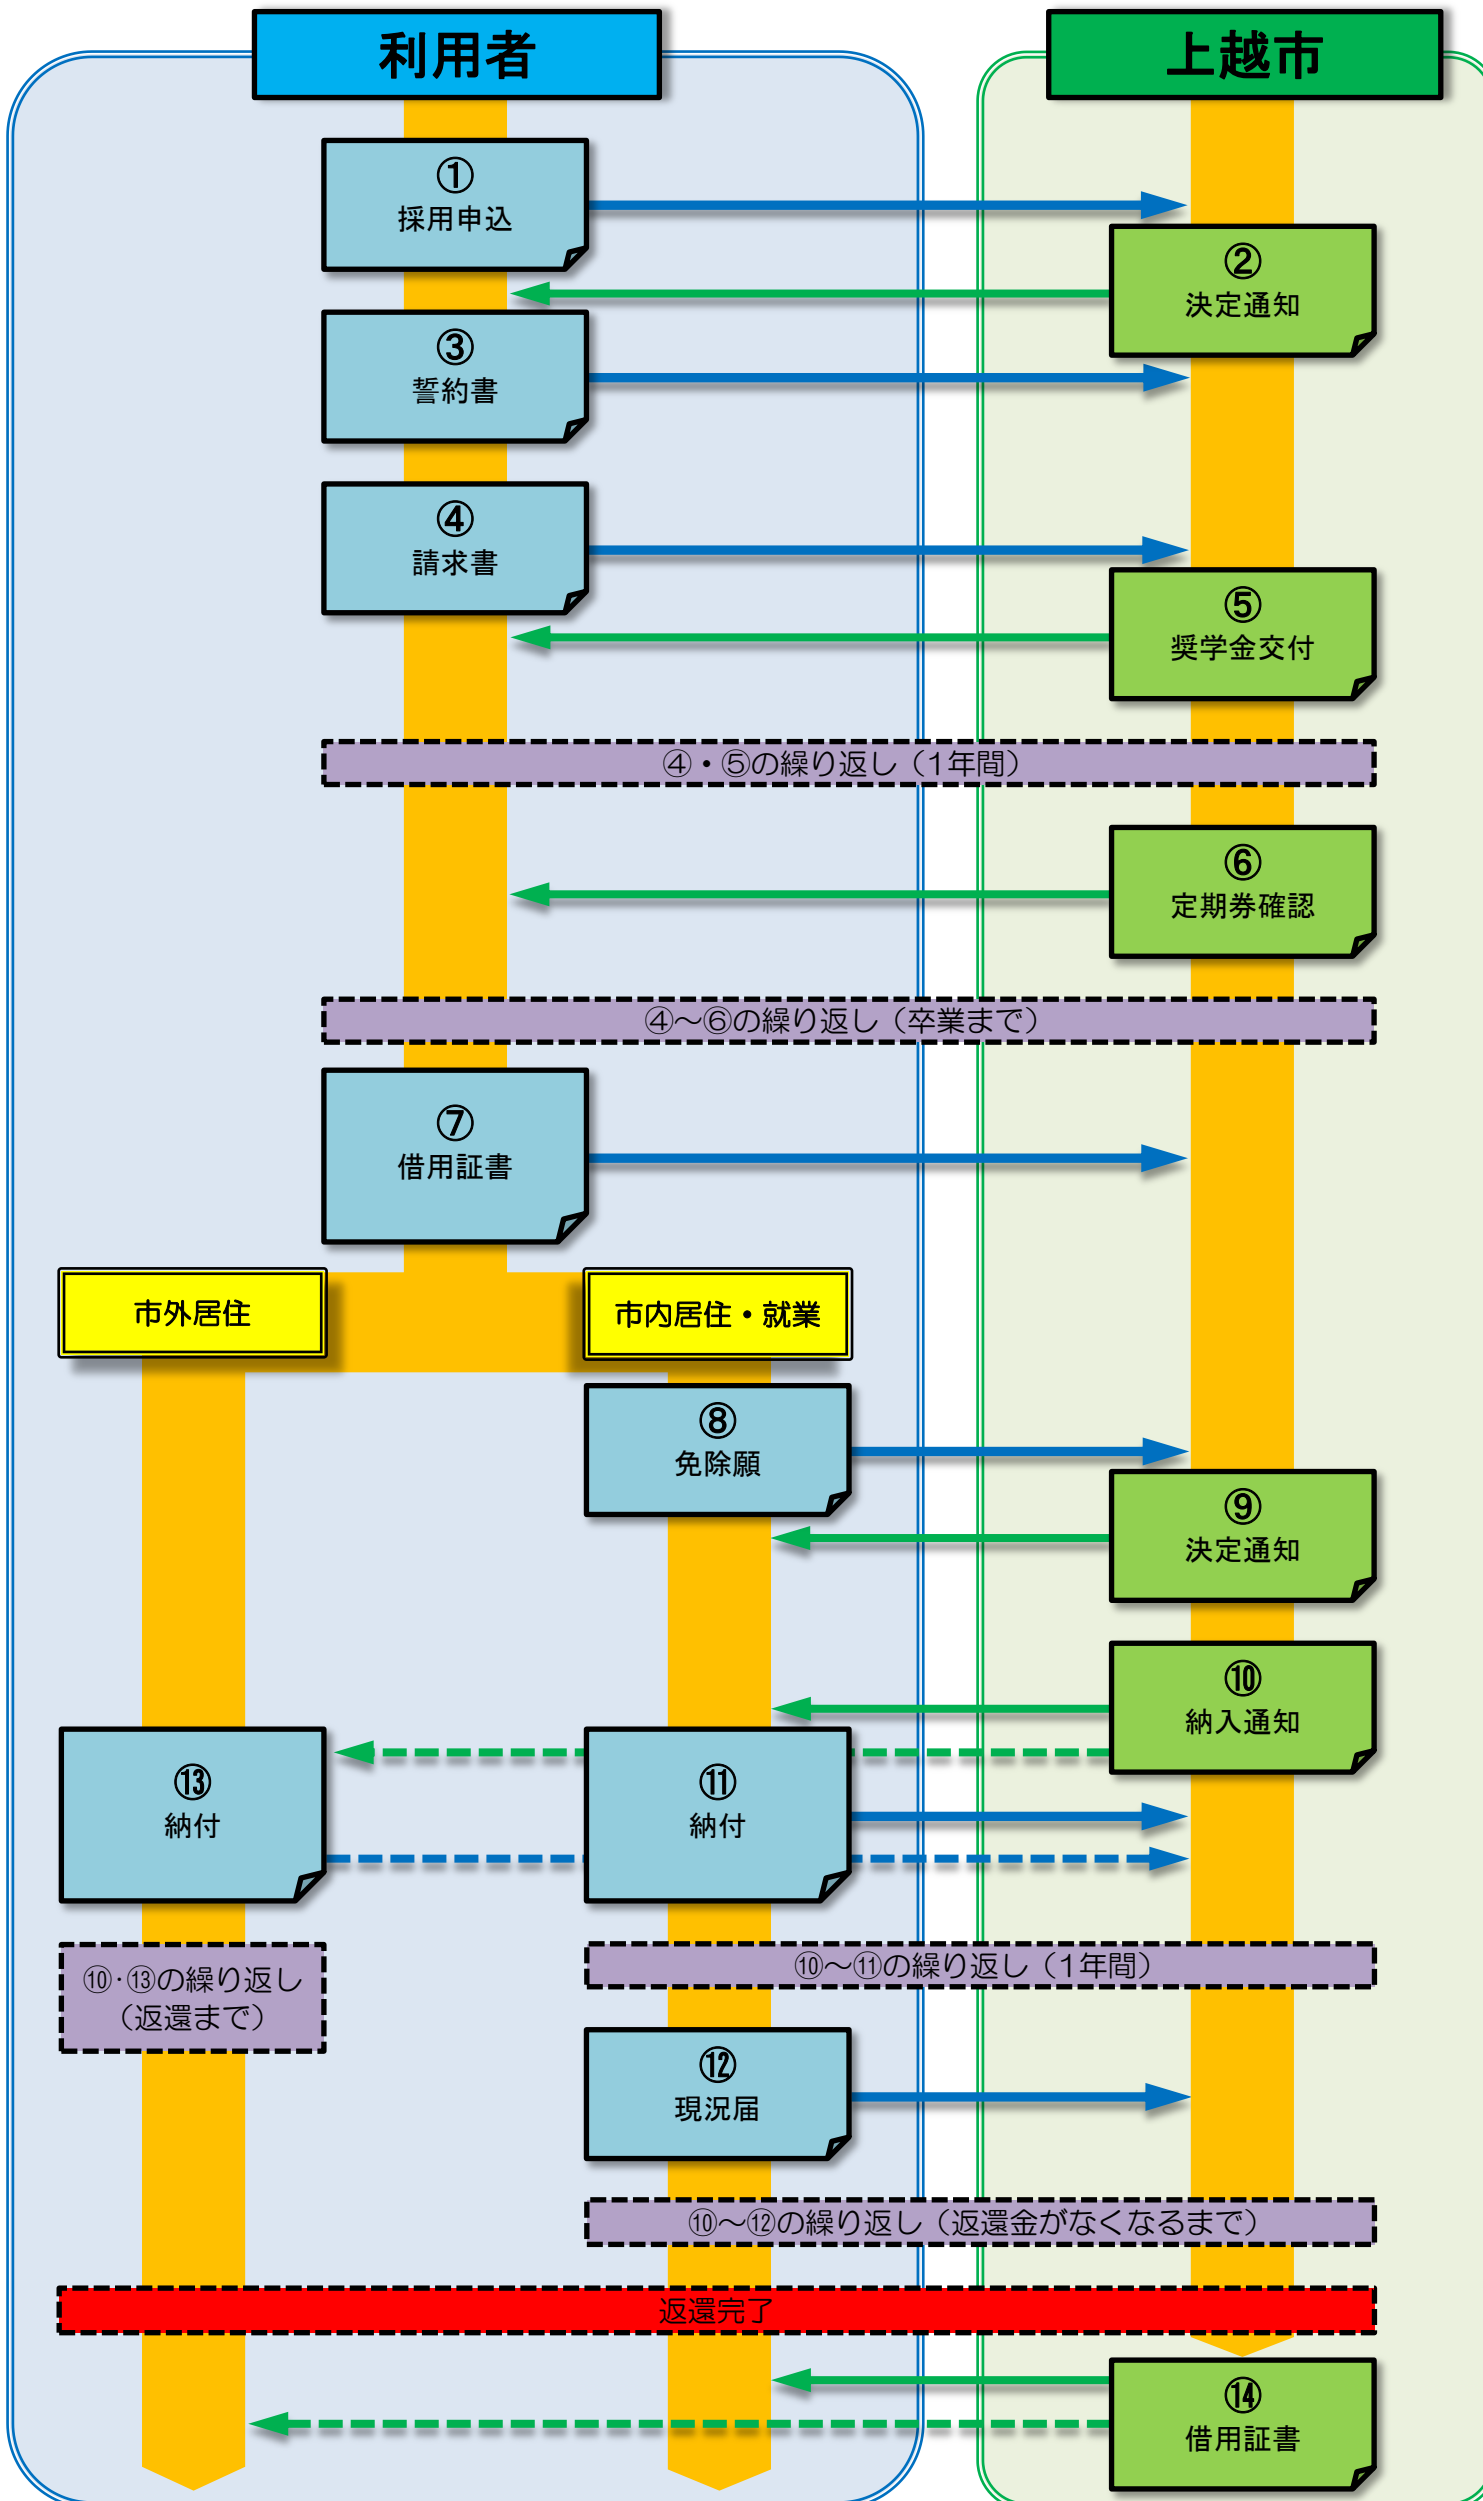 利用者
上越市
①
採用申込
②
決定通知
③
誓約書
④
請求書
⑤
奨学金交付
④・⑤の繰り返し（1年間）
⑥
定期券確認
④～⑥の繰り返し（卒業まで）
⑦
借用証書
市外居住
市内居住・就業
⑧
免除願
⑨
決定通知
⑩
納入通知
⑬
納付
⑪
納付
⑩･⑬の繰り返し
（返還まで）
⑩～⑪の繰り返し（1年間）
⑫
現況届
⑩～⑫の繰り返し（返還金がなくなるまで）
返還完了
⑭
借用証書